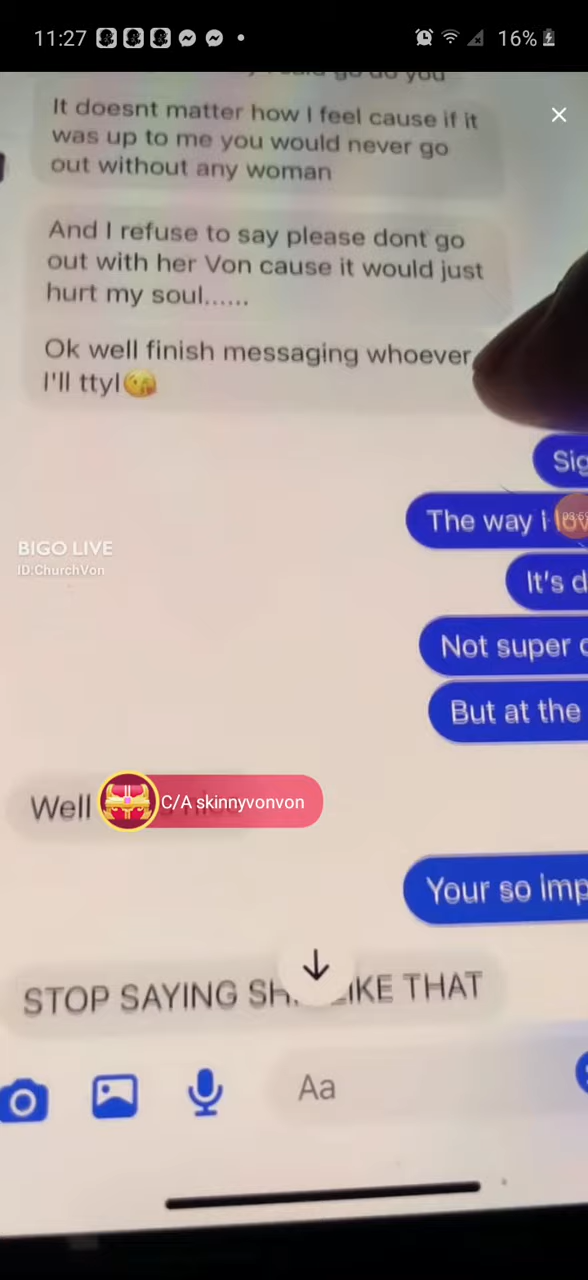 11:27
16%
It doesnt matter how I feel cause if it
was up to me you would never go
out without any woman
And I refuse to say please dont go
out with her Von cause it would just
hurt my soul......
Ok well finish messaging whoever
I'll ttyl😘
Sig
The way i lov
BIGO LIVE
ID:ChurchVon
It's d
Not super c
But at the
Well
C/A skinnyvonvon
Your so imp
STOP SAYING LIKE THAT
Aa